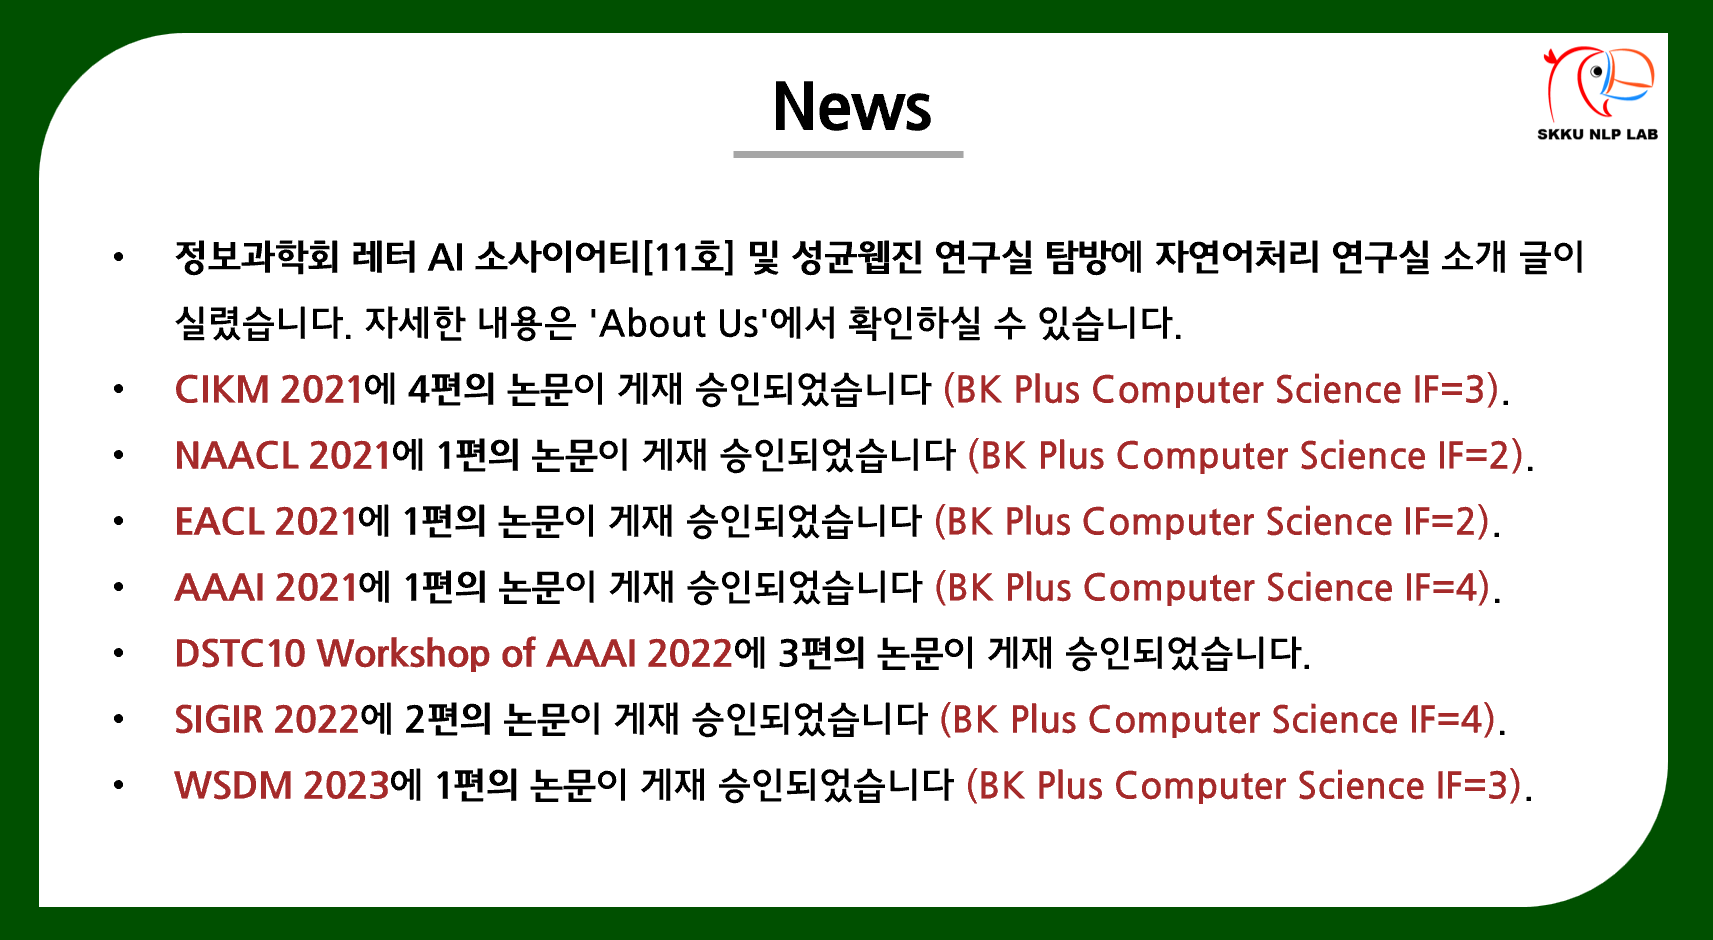 News
SKKU NLP LAB
• 정보과학회 레터 AI 소사이어티[11호] 및 성균웹진 연구실 탐방에 자연어처리 연구실 소개 글이
실렸습니다. 자세한 내용은 'About Us'에서 확인하실 수 있습니다.
• CIKM 2021에 4편의 논문이 게재 승인되었습니다 (BK Plus Computer Science IF=3).
• NAACL 2021에 1편의 논문이 게재 승인되었습니다 (BK Plus Computer Science IF=2).
• EACL 2021에 1편의 논문이 게재 승인되었습니다 (BK Plus Computer Science IF=2).
• AAAI 2021에 1편의 논문이 게재 승인되었습니다 (BK Plus Computer Science IF=4).
• DSTC10 Workshop of AAAI 2022에 3편의 논문이 게재 승인되었습니다.
• SIGIR 2022에 2편의 논문이 게재 승인되었습니다 (BK Plus Computer Science IF=4).
• WSDM 2023에 1편의 논문이 게재 승인되었습니다 (BK Plus Computer Science IF=3).